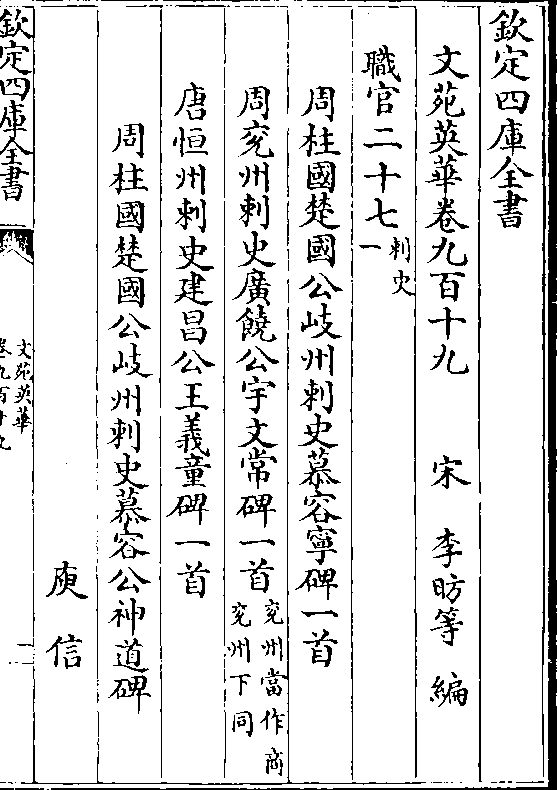 欽定四庫全書
文苑英華卷九百十九 宋 李昉等 編
職官二十七 刺史一
周柱國楚國公岐州刺史慕容寧碑一首
周兖州刺史廣饒公宇文常碑一首 兖州當作商兖州下同
唐恒州刺史建昌公王義童碑一首
周柱國楚國公岐州刺史慕容公神道碑
庾信
欽定四庫全書
文苑英華
卷九百十九
一